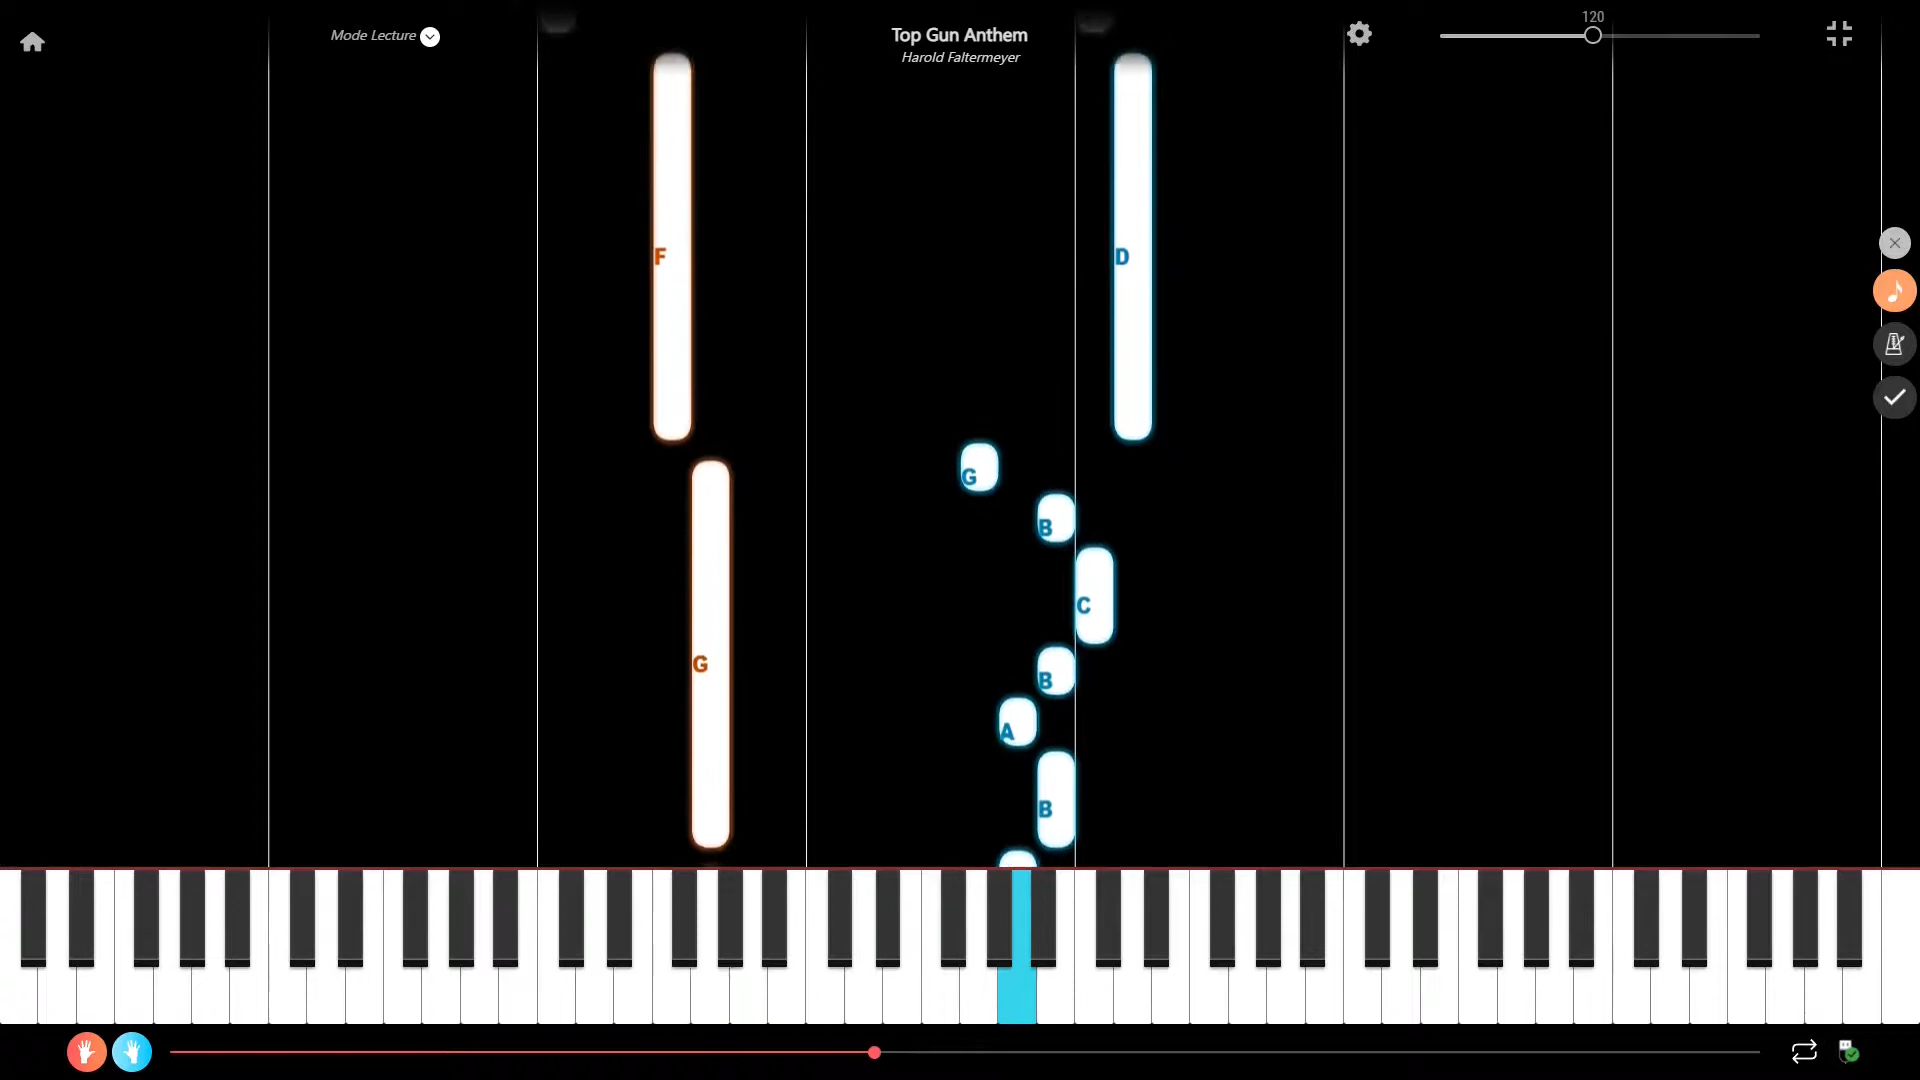 Mode Lecture
Top Gun Anthem
Harold Faltermeyer
120
F
D
G
B
C
G
B
A
B